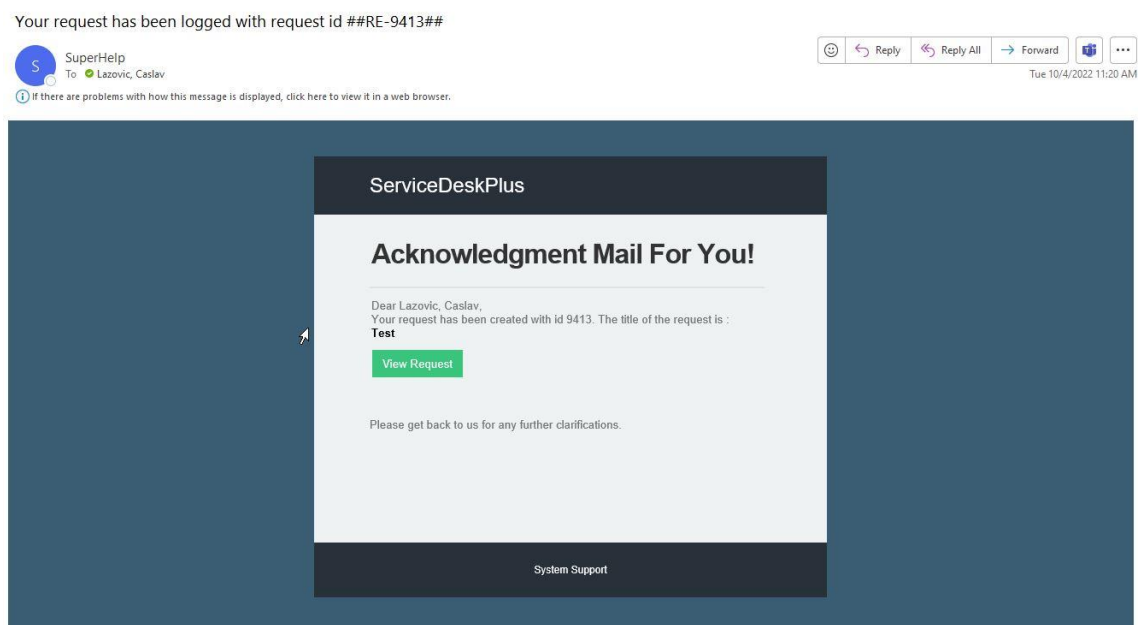 Your request has been logged with request id ##RE-9413##
S
SuperHelp
To Lazovic, Caslav
Reply
Reply All
Forward
Tue 10/4/2022 11:20 AM
If there are problems with how this message is displayed, click here to view it in a web browser.
ServiceDeskPlus
Acknowledgment Mail For You!
Dear Lazovic, Caslav,
Your request has been created with id 9413. The title of the request is :
Test
View Request
Please get back to us for any further clarifications.
System Support